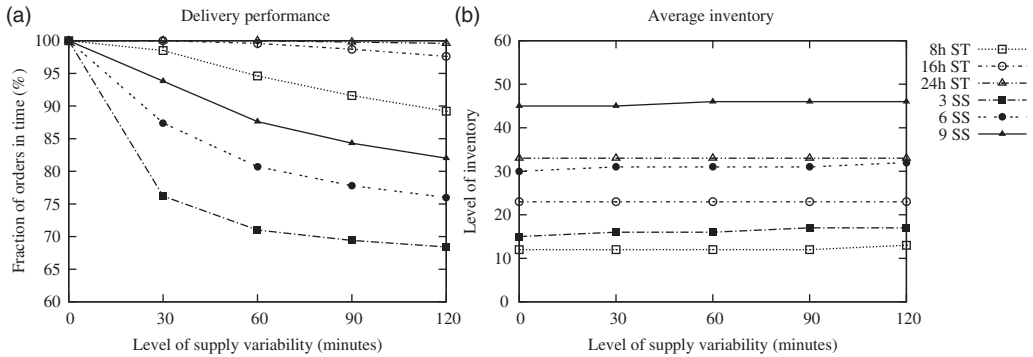 (a) Delivery performance
100
95
90
85
80
75
70
65
60
Fraction of orders in time (%)
0 30 60 90 120
Level of supply variability (minutes)
(b) Average inventory
60
50
40
30
20
10
0
Level of inventory
0 30 60 90 120
Level of supply variability (minutes)
8h ST
16h ST
24h ST
3 SS
6 SS
9 SS